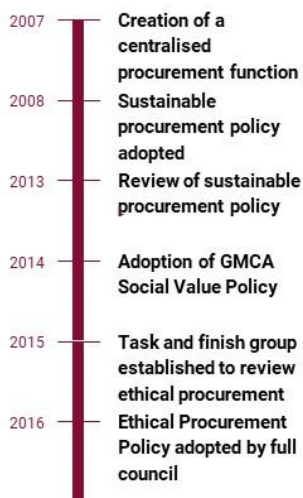 2007
Creation of a
centralised
procurement function
2008
Sustainable
procurement policy
adopted
2013
Review of sustainable
procurement policy
2014
Adoption of GMCA
Social Value Policy
2015
Task and finish group
established to review
ethical procurement
2016
Ethical Procurement
Policy adopted by full
council